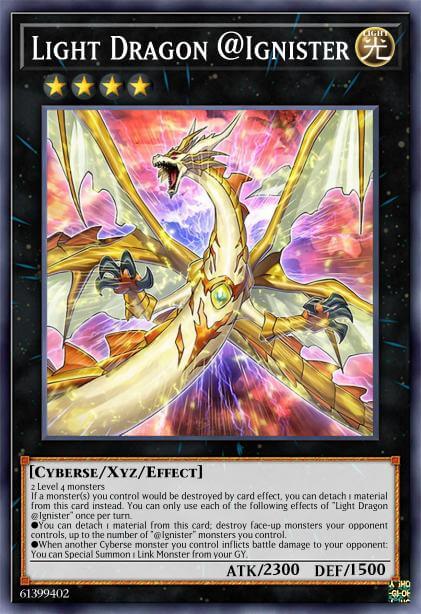 Light Dragon @Ignister
LIGHT
光
[Cyberse/Xyz/Effect]
2 Level 4 monsters
If a monster(s) you control would be destroyed by card effect, you can detach 1 material
from this card instead. You can only use each of the following effects of "Light Dragon
@Ignister" once per turn.
●You can detach 1 material from this card; destroy face-up monsters your opponent
controls, up to the number of "@Ignister" monsters you control.
●When another Cyberse monster you control inflicts battle damage to your opponent:
You can Special Summon 1 Link Monster from your GY.
ATK/2300 DEF/1500
61399402